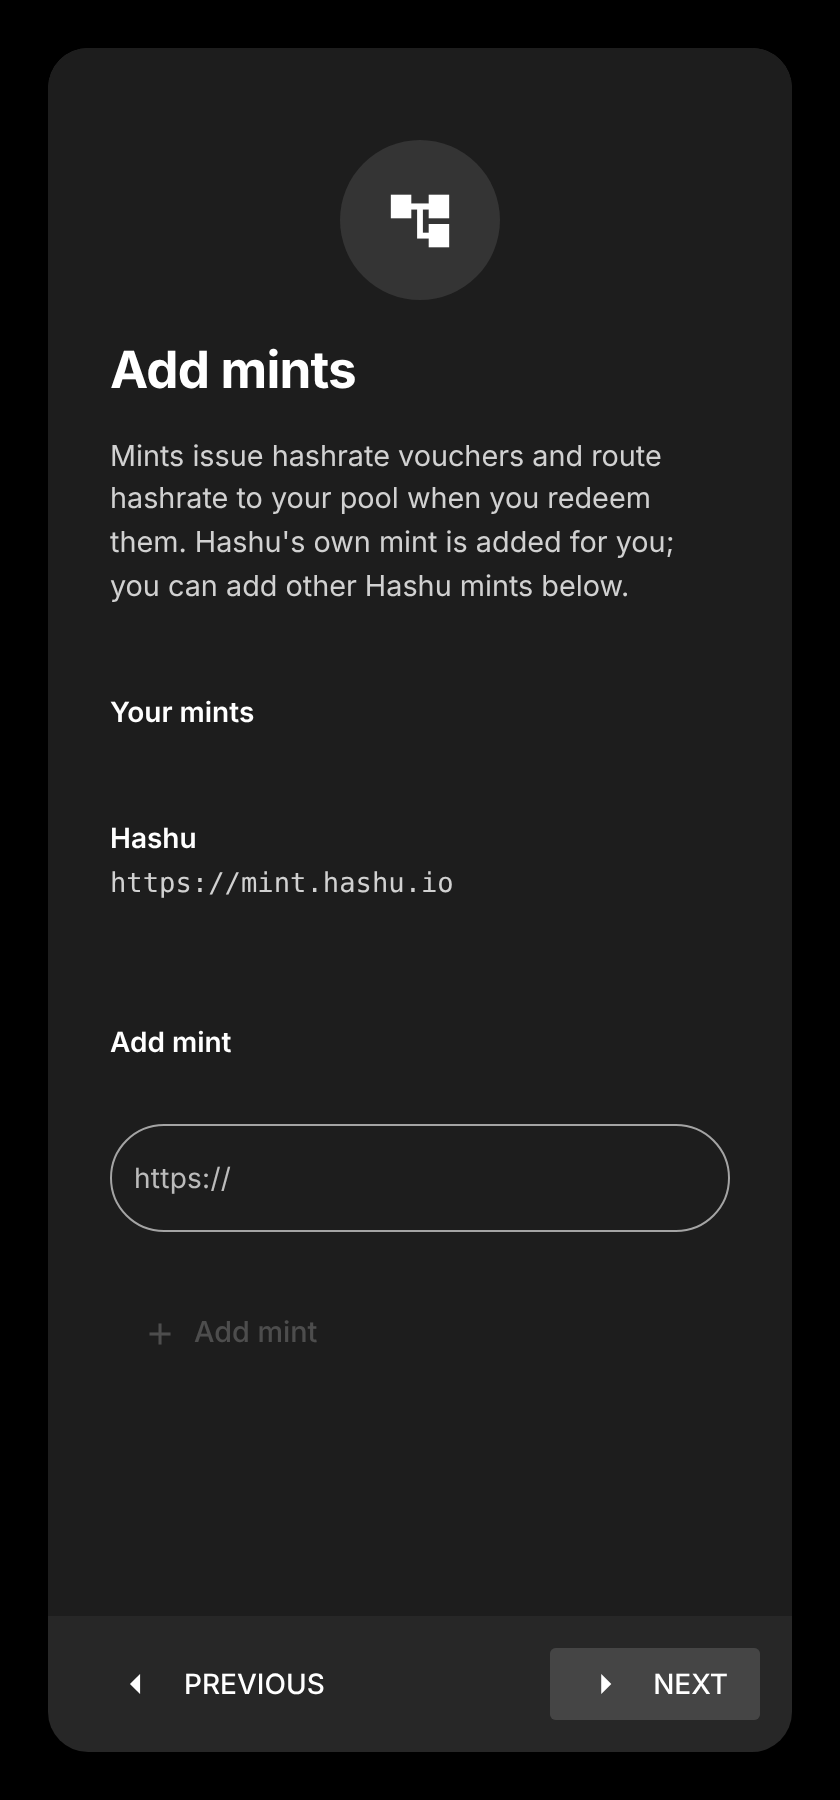 Add mints
Mints issue hashrate vouchers and route
hashrate to your pool when you redeem
them. Hashu's own mint is added for you;
you can add other Hashu mints below.
Your mints
Hashu
https://mint.hashu.io
Add mint
https://
+ Add mint
PREVIOUS
NEXT